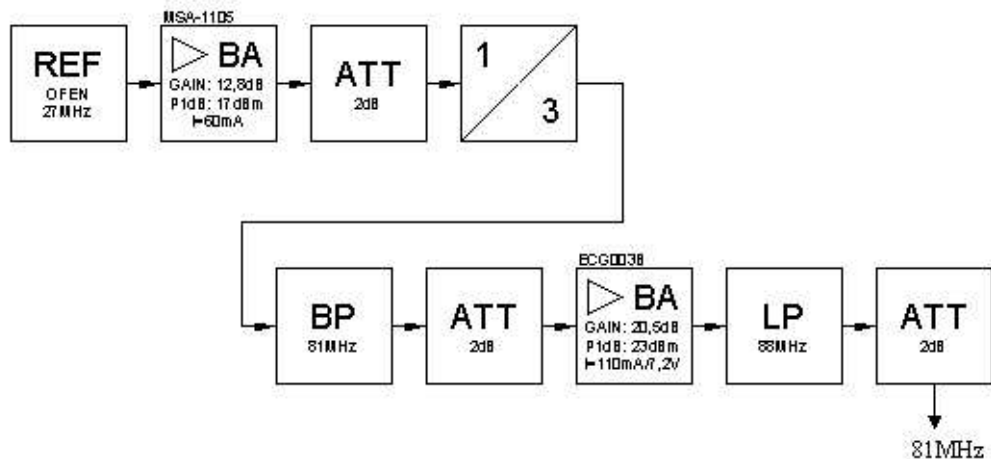 MSA-1105
REF
OFEN
27MHz
BA
GAIN: 12,8dB
P1dB: 17dBm
I=60mA
ATT
2dB
1
3
BP
81MHz
ATT
2dB
ECG003B
BA
GAIN: 20,5dB
P1dB: 23dBm
I=110mA/7,2V
LP
88MHz
ATT
2dB
81MHz